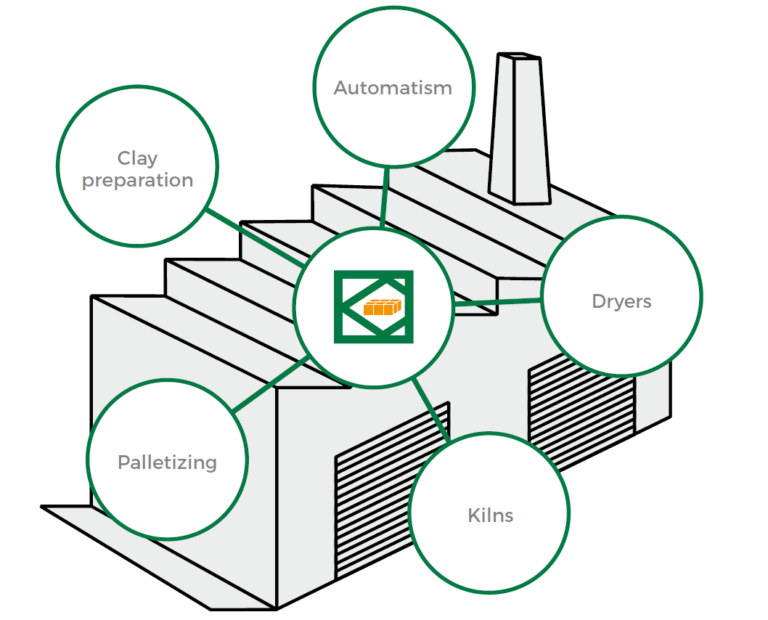 Automatism
Clay
preparation
Dryers
Palletizing
Kilns